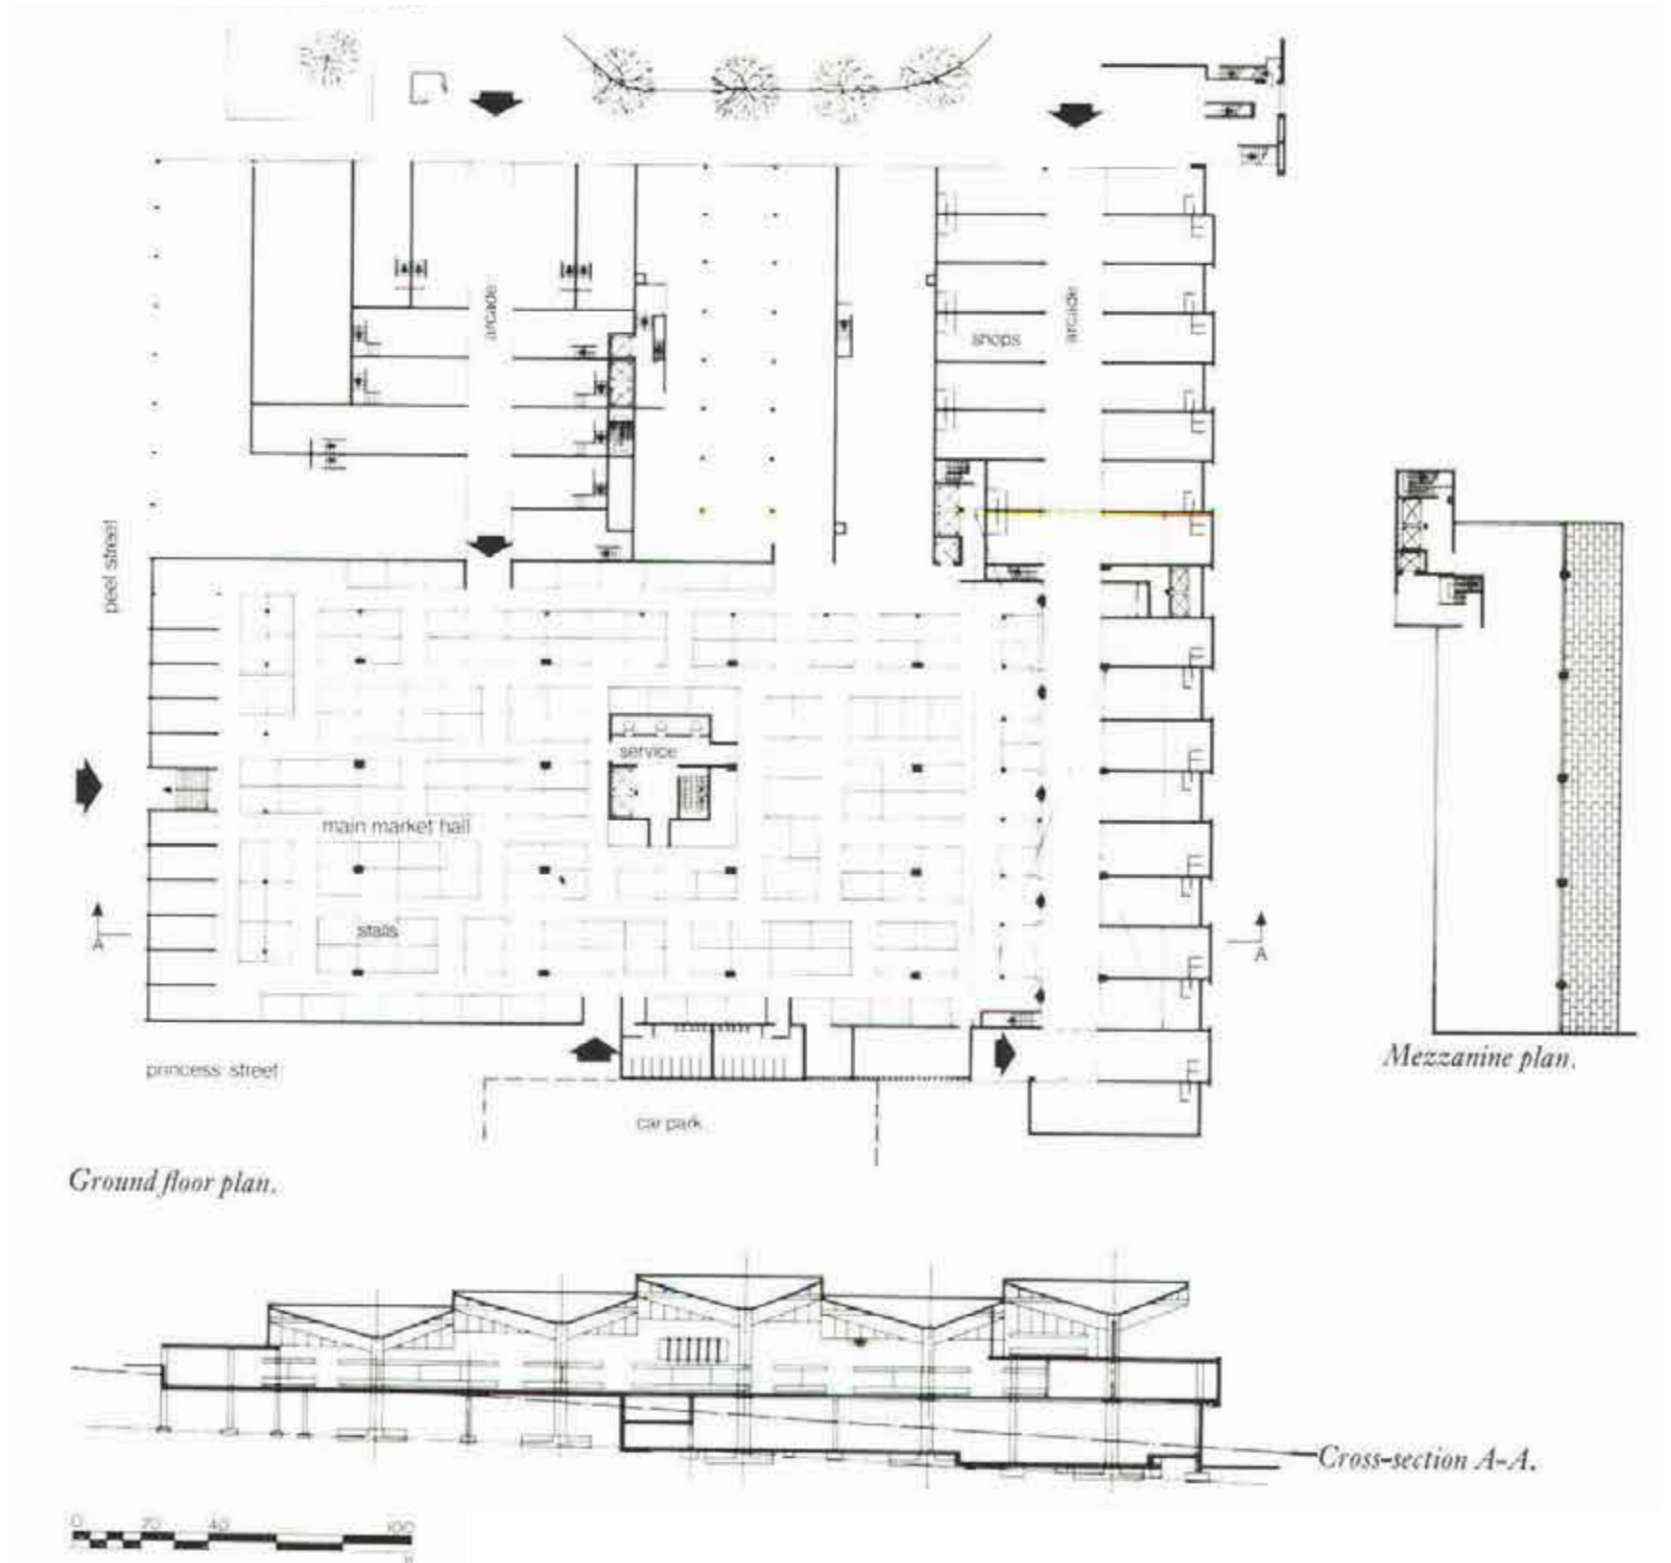 arcade
arcade
shops
peel street
service
main market hall
stalls
A
A
princess street
car park
Mezzanine plan.
Ground floor plan.
Cross-section A-A.
0 20 40 100